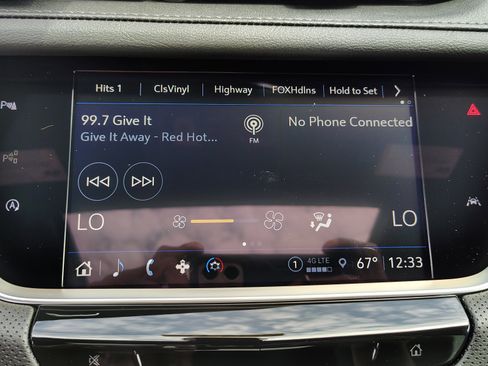 Hits 1 ClsVinyl Highway FOXHdlns Hold to Set
99.7 Give It No Phone Connected
Give It Away - Red Hot...
FM
LO LO
1 4G LTE 67° 12:33